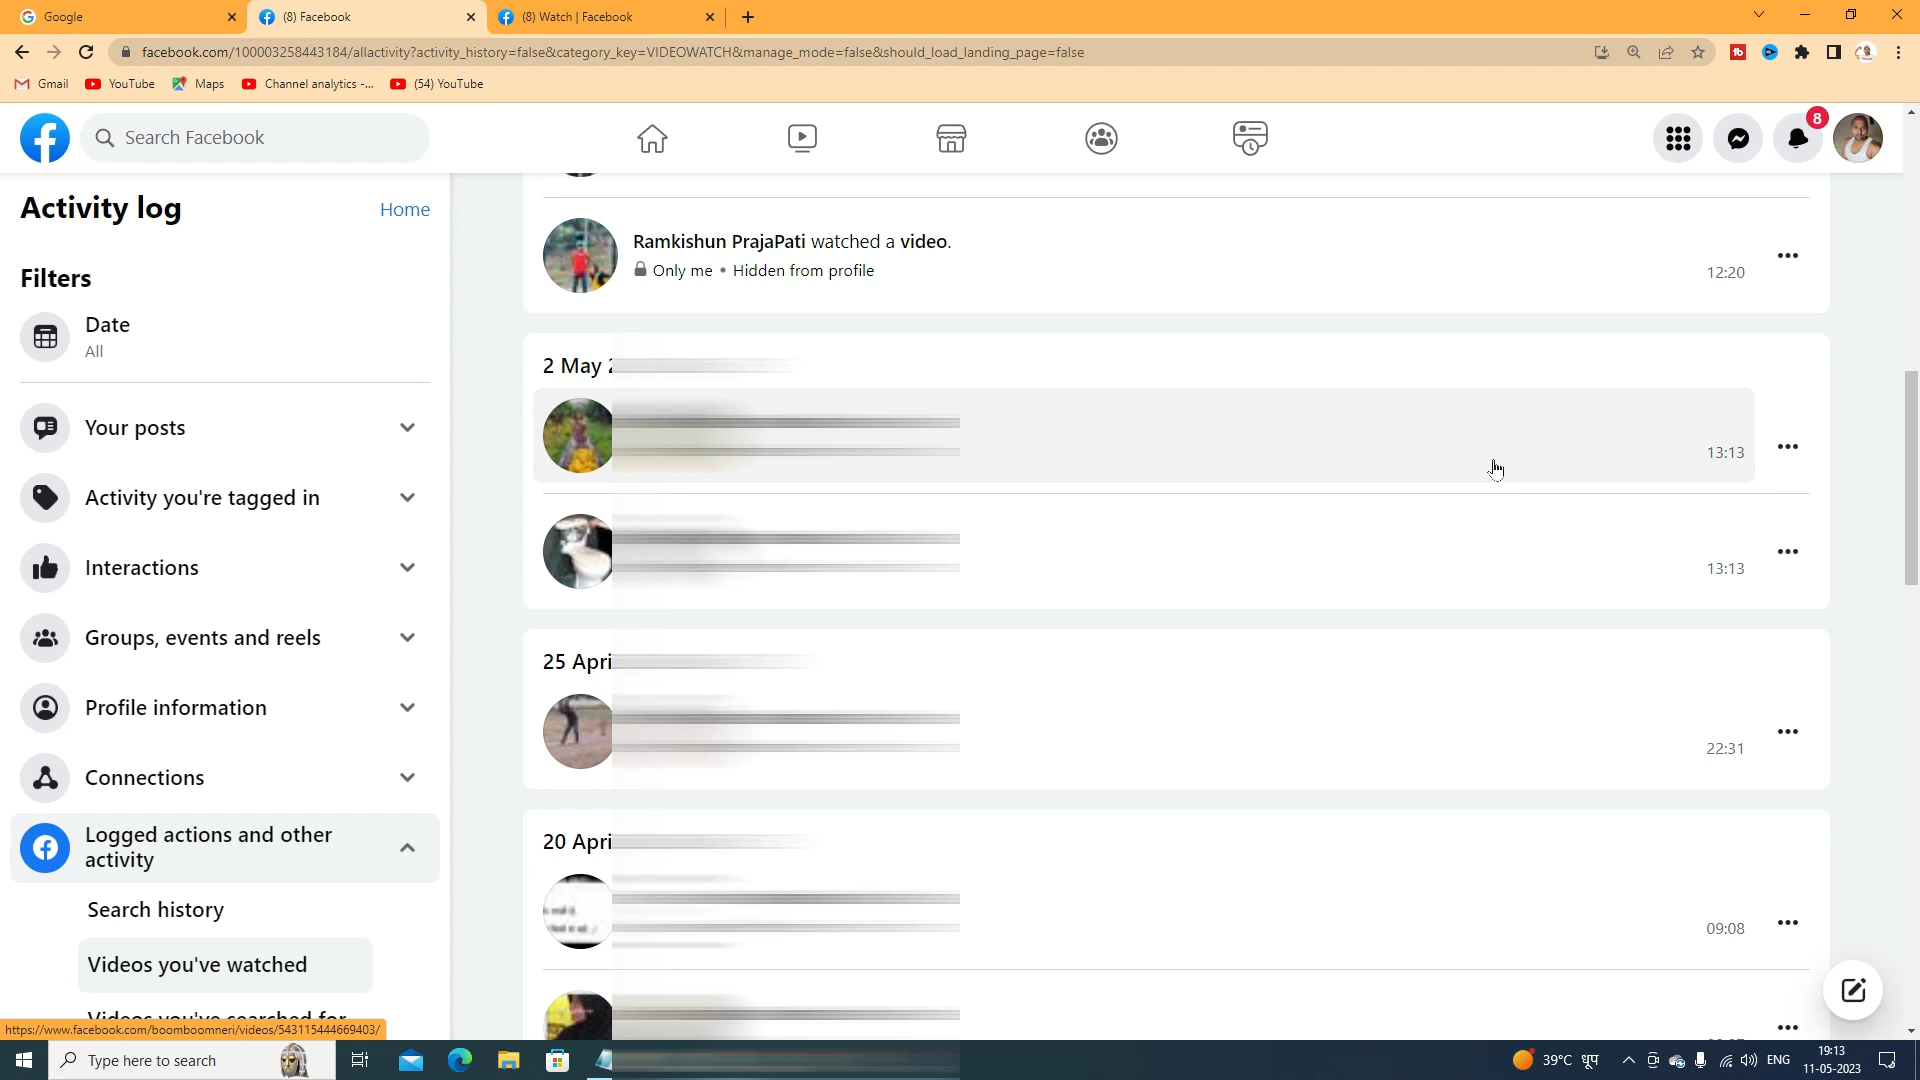 Google
(8) Facebook
(8) Watch | Facebook
facebook.com/100003258443184/allactivity?activity_history=false&category_key=VIDEOWATCH&manage_mode=false&should_load_landing_page=false
Gmail
YouTube
Maps
Channel analytics -...
(54) YouTube
Search Facebook
8
Activity log
Home
Filters
Date
All
Your posts
Activity you're tagged in
Interactions
Groups, events and reels
Profile information
Connections
Logged actions and other
activity
Search history
Videos you've watched
Videos you've searched for
https://www.facebook.com/boomboomneri/videos/543115444669403/
Ramkishun PrajaPati watched a video.
Only me • Hidden from profile
12:20
2 May
13:13
13:13
25 Apri
22:31
20 Apri
09:08
Type here to search
39°C धूप
ENG
19:13
11-05-2023